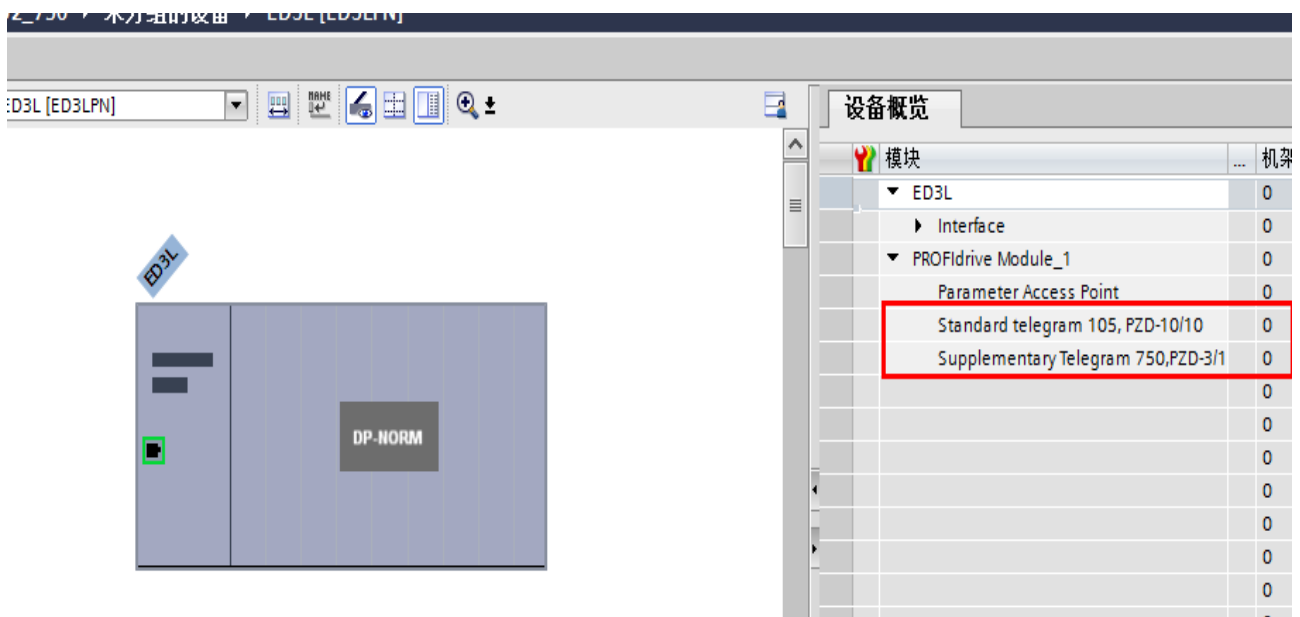 ED3L [ED3LPN]
NAME
设备概览
模块
...
机架
ED3L 0
Interface 0
PROFIdrive Module_1 0
Parameter Access Point 0
Standard telegram 105, PZD-10/10 0
Supplementary Telegram 750,PZD-3/1 0
0
0
0
0
0
0
0
ED3L
DP-NORM